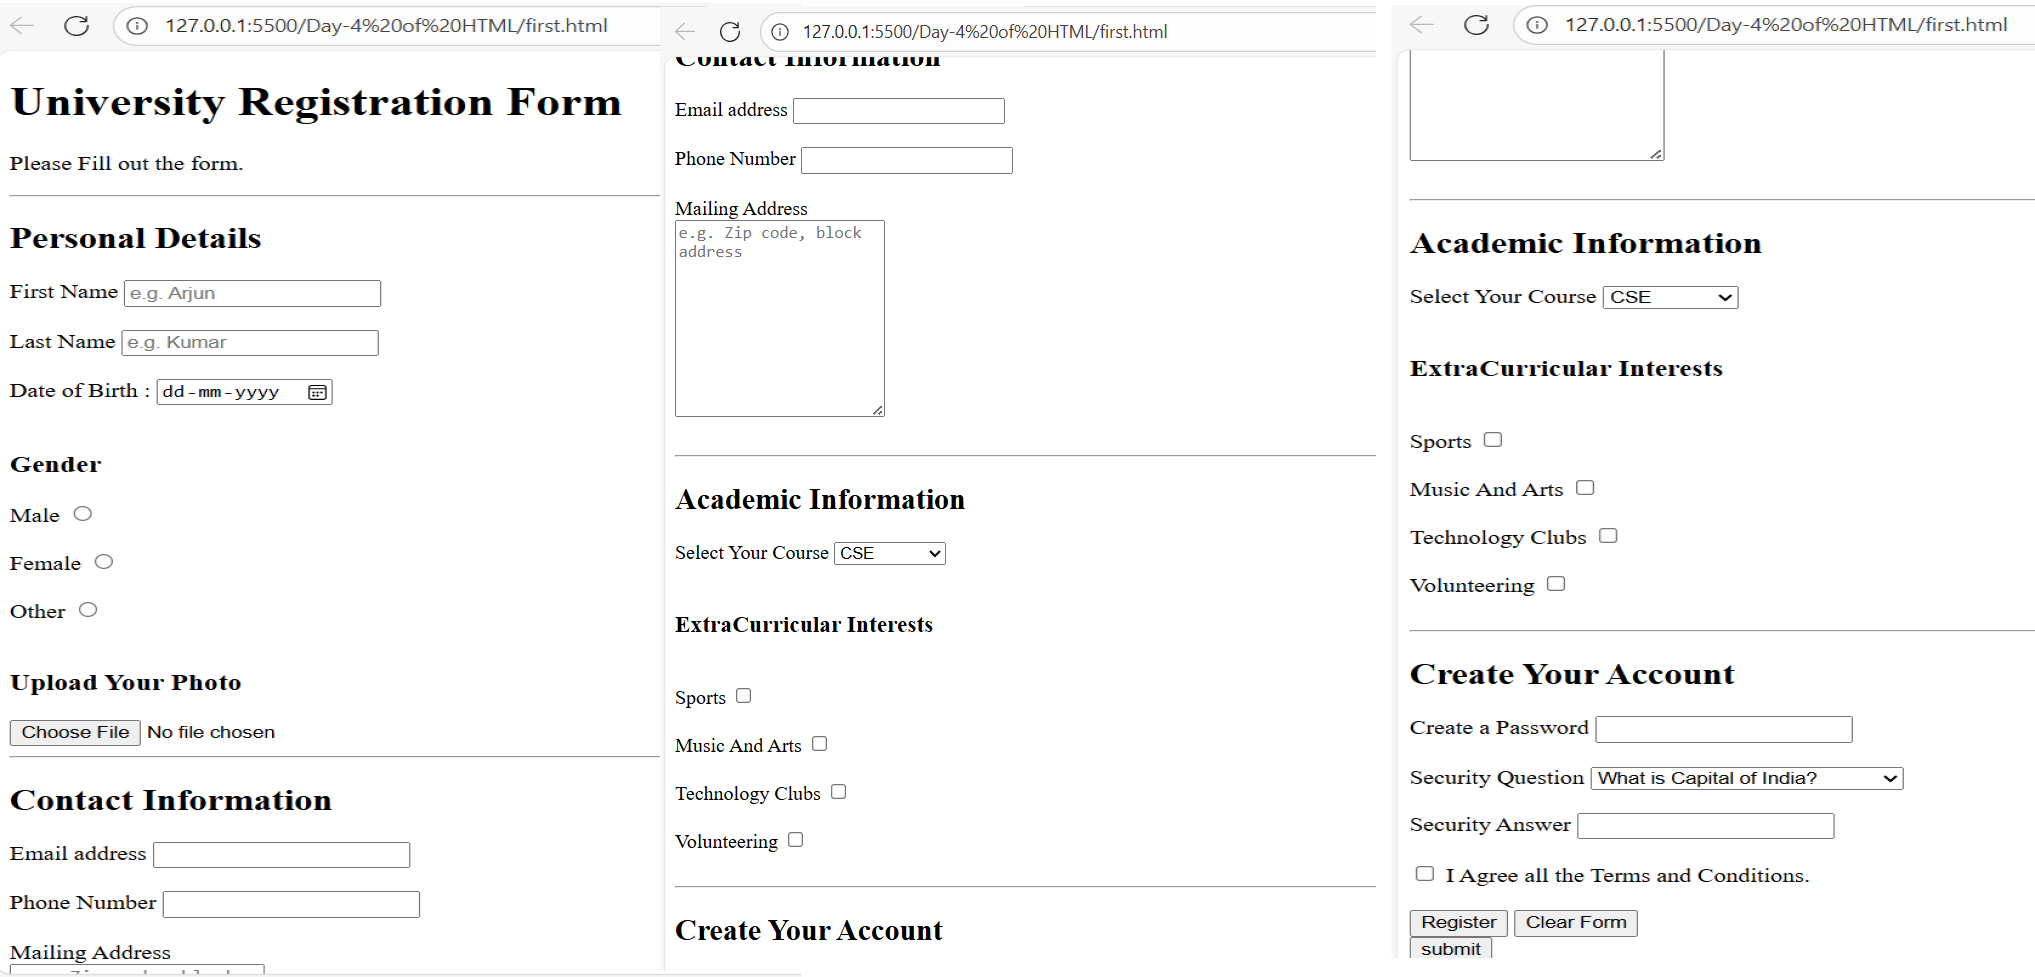 127.0.0.1:5500/Day-4%20of%20HTML/first.html
University Registration Form
Please Fill out the form.
Personal Details
First Name e.g. Arjun
Last Name e.g. Kumar
Date of Birth : dd-mm-yyyy
Gender
Male
Female
Other
Upload Your Photo
Choose File No file chosen
Contact Information
Email address
Phone Number
Mailing Address
127.0.0.1:5500/Day-4%20of%20HTML/first.html
Contact Information
Email address
Phone Number
Mailing Address
e.g. Zip code, block
address
Academic Information
Select Your Course CSE
ExtraCurricular Interests
Sports
Music And Arts
Technology Clubs
Volunteering
Create Your Account
127.0.0.1:5500/Day-4%20of%20HTML/first.html
Academic Information
Select Your Course CSE
ExtraCurricular Interests
Sports
Music And Arts
Technology Clubs
Volunteering
Create Your Account
Create a Password
Security Question What is Capital of India?
Security Answer
I Agree all the Terms and Conditions.
Register Clear Form
submit